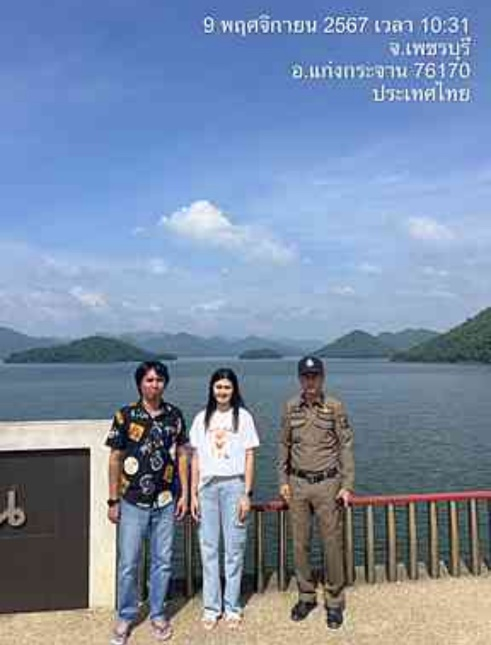 9 พฤศจิกายน 2567 เวลา 10:31
จ.เพชรบุรี
อ.แก่งกระจาน 76170
ประเทศไทย
น